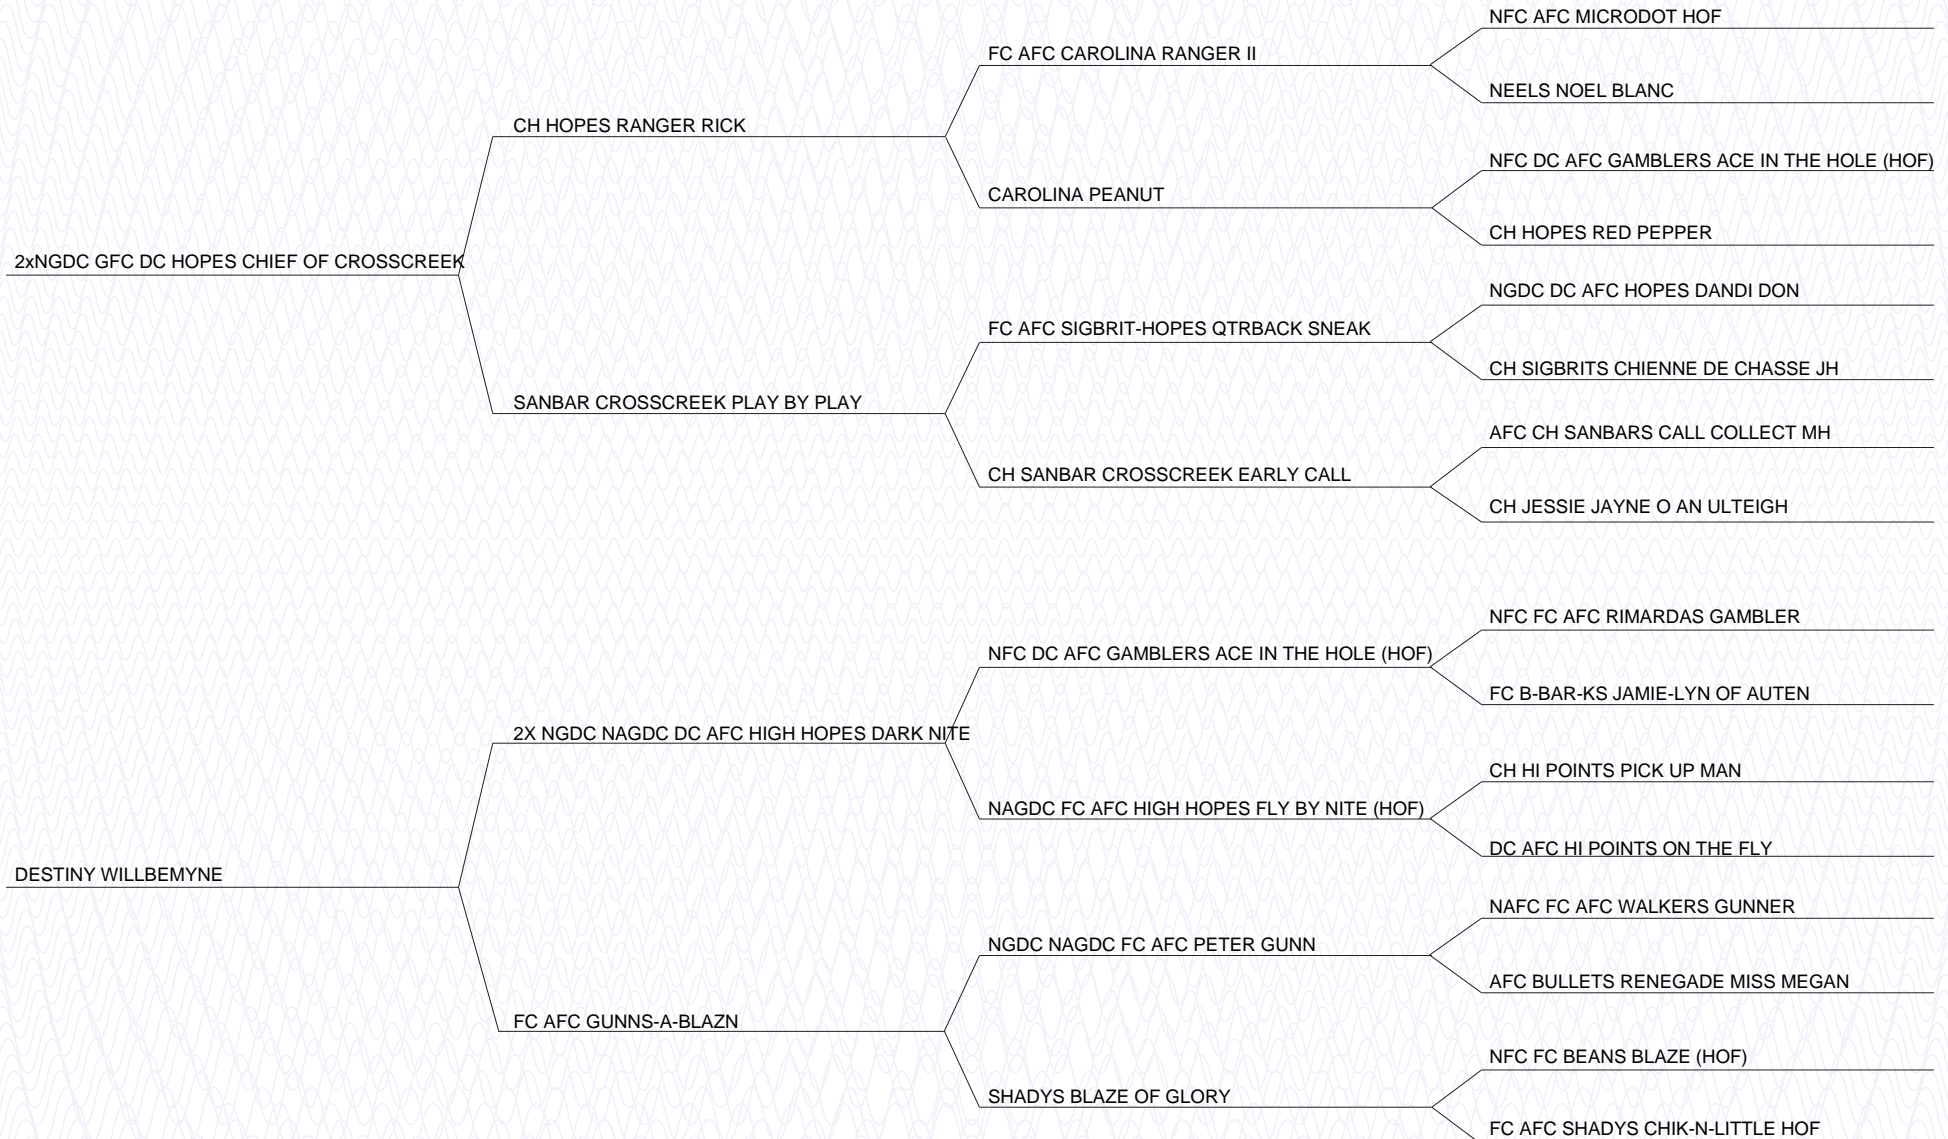 NFC AFC MICRODOT HOF
FC AFC CAROLINA RANGER II
NEELS NOEL BLANC
CH HOPES RANGER RICK
NFC DC AFC GAMBLERS ACE IN THE HOLE (HOF)
CAROLINA PEANUT
CH HOPES RED PEPPER
2xNGDC GFC DC HOPES CHIEF OF CROSSCREEK
NGDC DC AFC HOPES DANDI DON
FC AFC SIGBRIT-HOPES QTRBACK SNEAK
CH SIGBRITS CHIENNE DE CHASSE JH
SANBAR CROSSCREEK PLAY BY PLAY
AFC CH SANBARS CALL COLLECT MH
CH SANBAR CROSSCREEK EARLY CALL
CH JESSIE JAYNE O AN ULTEIGH
NFC FC AFC RIMARDAS GAMBLER
NFC DC AFC GAMBLERS ACE IN THE HOLE (HOF)
FC B-BAR-KS JAMIE-LYN OF AUTEN
2X NGDC NAGDC DC AFC HIGH HOPES DARK NITE
CH HI POINTS PICK UP MAN
NAGDC FC AFC HIGH HOPES FLY BY NITE (HOF)
DC AFC HI POINTS ON THE FLY
DESTINY WILLBEMYNE
NAFC FC AFC WALKERS GUNNER
NGDC NAGDC FC AFC PETER GUNN
AFC BULLETS RENEGADE MISS MEGAN
FC AFC GUNNS-A-BLAZN
NFC FC BEANS BLAZE (HOF)
SHADYS BLAZE OF GLORY
FC AFC SHADYS CHIK-N-LITTLE HOF